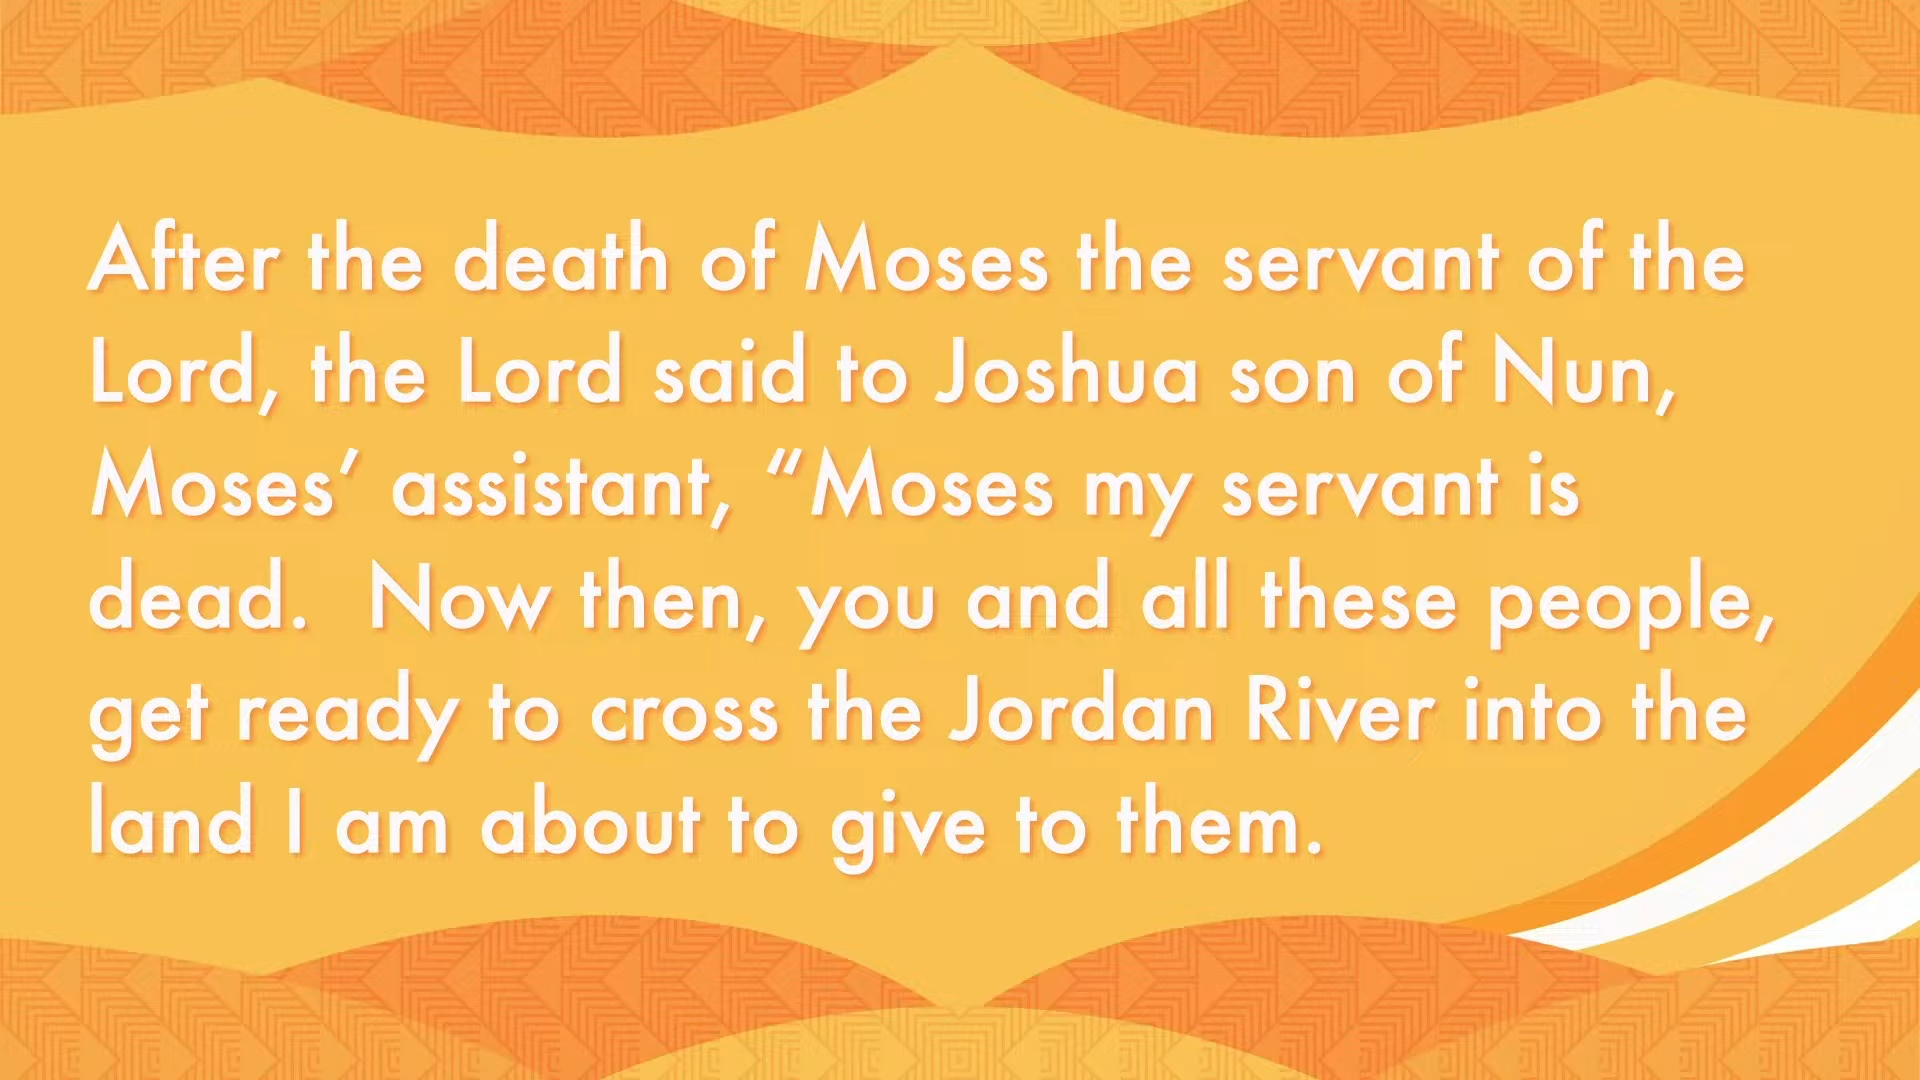 After the death of Moses the servant of the
Lord, the Lord said to Joshua son of Nun,
Moses’ assistant, “Moses my servant is
dead.  Now then, you and all these people,
get ready to cross the Jordan River into the
land I am about to give to them.